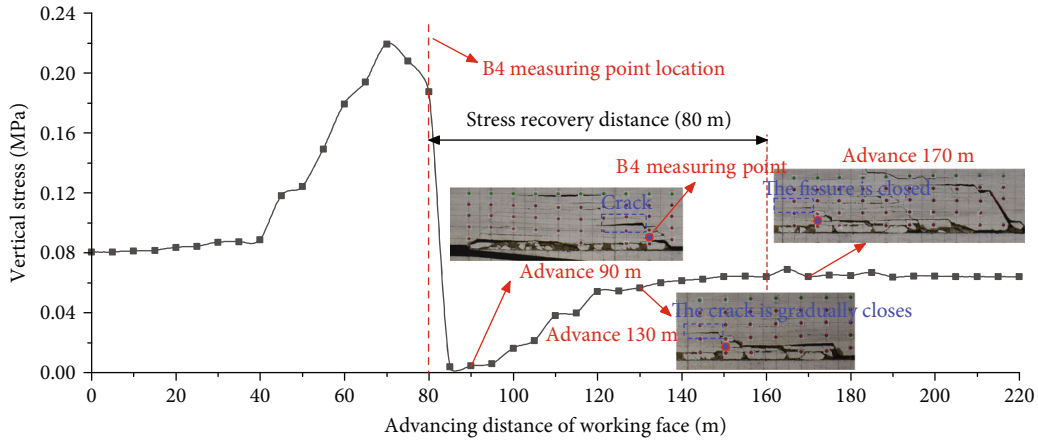 0.24
0.20
0.16
0.12
0.08
0.04
0.00
Vertical stress (MPa)
B4 measuring point location
Stress recovery distance (80 m)
B4 measuring point
Advance 170 m
Crack
The fissure is closed
Advance 90 m
The crack is gradually closes
Advance 130 m
0 20 40 60 80 100 120 140 160 180 200 220
Advancing distance of working face (m)